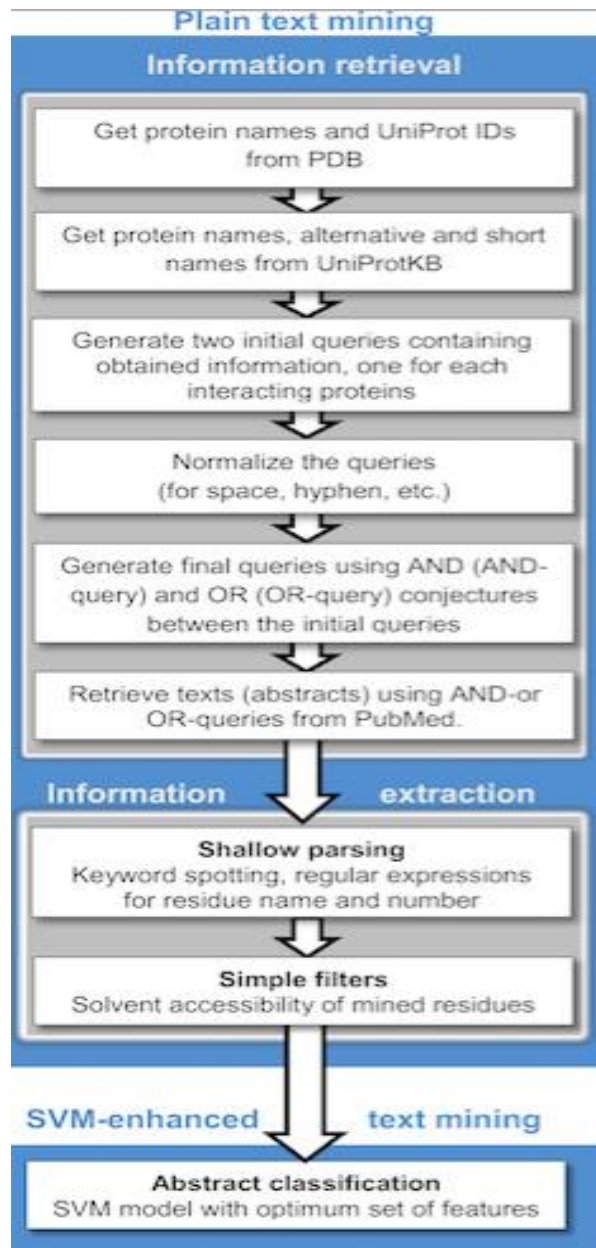 Plain text mining
Information retrieval
Get protein names and UniProt IDs
from PDB
Get protein names, alternative and short
names from UniProtKB
Generate two initial queries containing
obtained information, one for each
interacting proteins
Normalize the queries
(for space, hyphen, etc.)
Generate final queries using AND (AND-
query) and OR (OR-query) conjectures
between the initial queries
Retrieve texts (abstracts) using AND-or
OR-queries from PubMed.
Information extraction
Shallow parsing
Keyword spotting, regular expressions
for residue name and number
Simple filters
Solvent accessibility of mined residues
SVM-enhanced text mining
Abstract classification
SVM model with optimum set of features